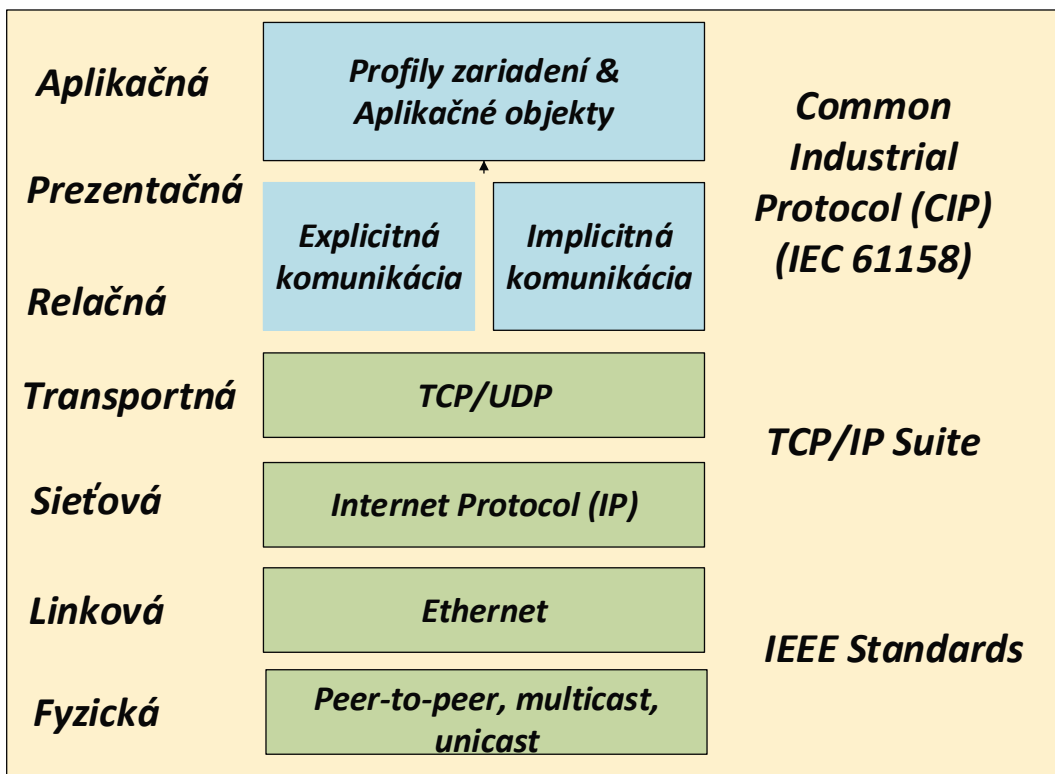 Aplikačná
Profily zariadení &
Aplikačné objekty
Common
Industrial
Protocol (CIP)
(IEC 61158)
Prezentačná
Explicitná
komunikácia
Implicitná
komunikácia
Relačná
Transportná
TCP/UDP
TCP/IP Suite
Sieťová
Internet Protocol (IP)
Linková
Ethernet
IEEE Standards
Fyzická
Peer-to-peer, multicast,
unicast